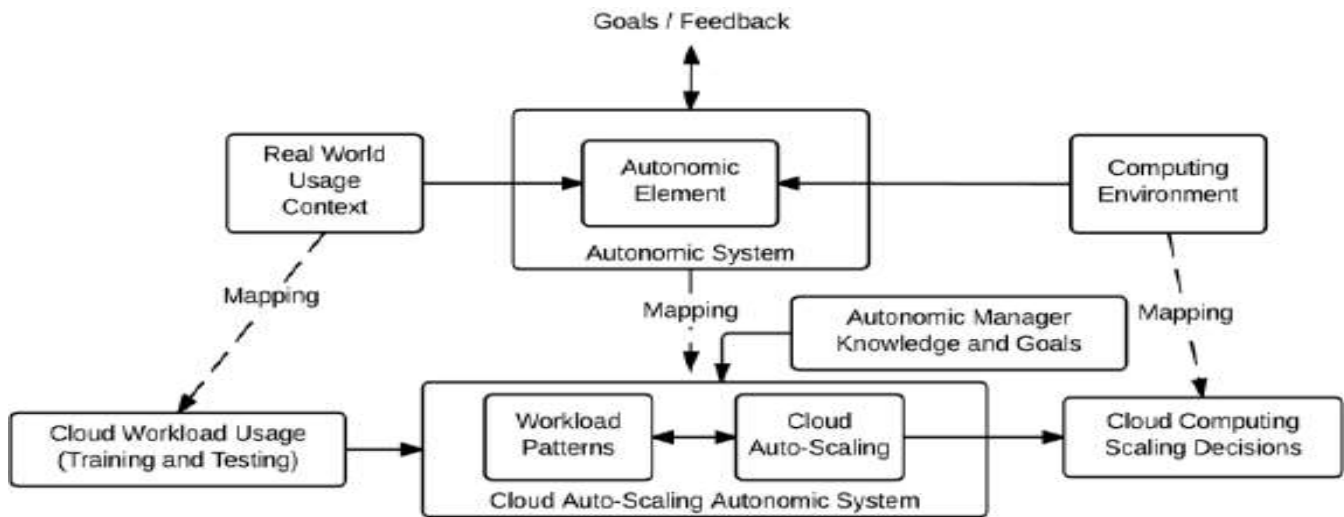 Goals / Feedback
Real World
Usage
Context
Autonomic
Element
Autonomic System
Computing
Environment
Mapping
Mapping
Mapping
Autonomic Manager
Knowledge and Goals
Cloud Workload Usage
(Training and Testing)
Workload
Patterns
Cloud
Auto-Scaling
Cloud Auto-Scaling Autonomic System
Cloud Computing
Scaling Decisions